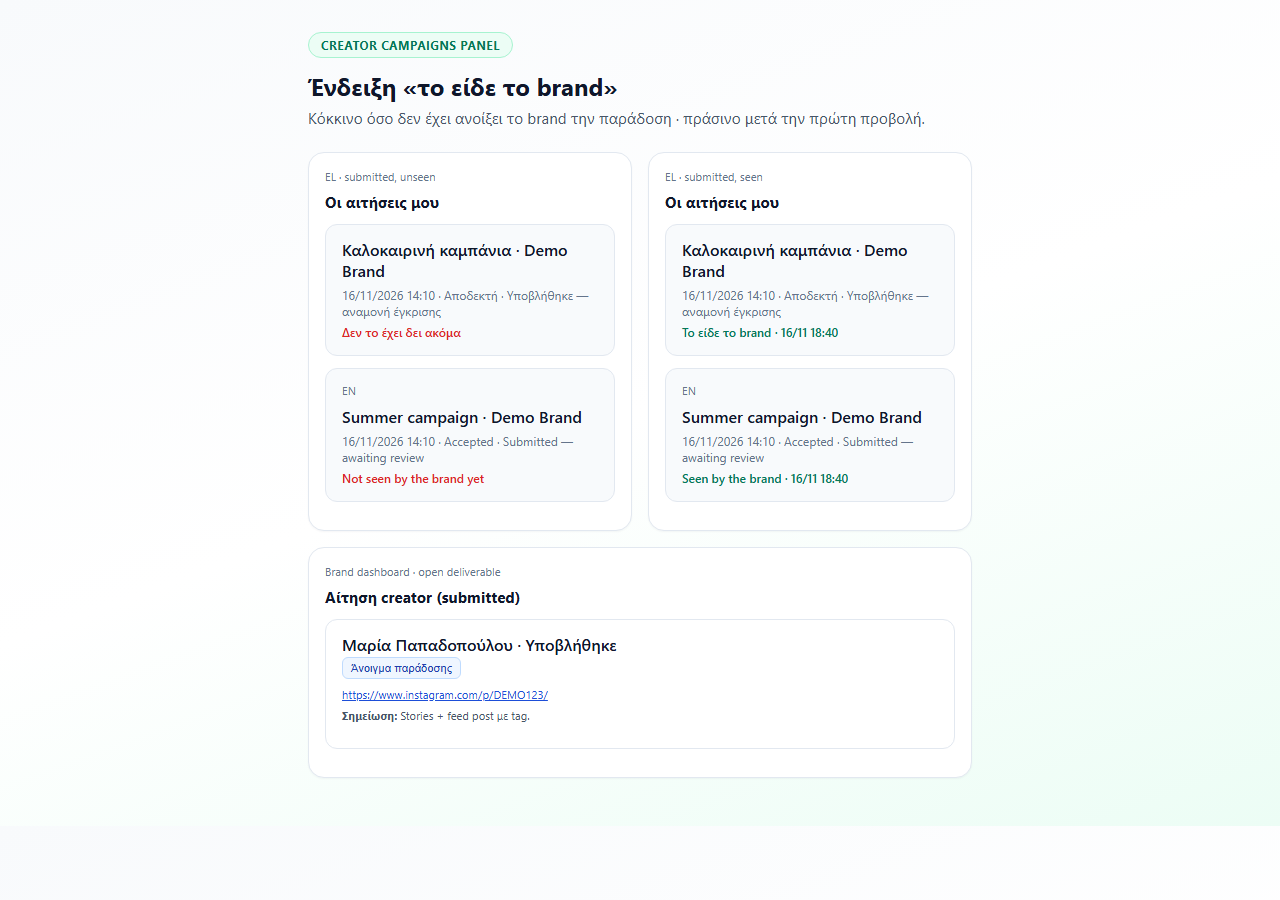 CREATOR CAMPAIGNS PANEL
Ένδειξη «το είδε το brand»
Κόκκινο όσο δεν έχει ανοίξει το brand την παράδοση · πράσινο μετά την πρώτη προβολή.
EL · submitted, unseen
Οι αιτήσεις μου
Καλοκαιρινή καμπάνια · Demo
Brand
16/11/2026 14:10 · Αποδεκτή · Υποβλήθηκε —
αναμονή έγκρισης
Δεν το έχει δει ακόμα
EN
Summer campaign · Demo Brand
16/11/2026 14:10 · Accepted · Submitted —
awaiting review
Not seen by the brand yet
EL · submitted, seen
Οι αιτήσεις μου
Καλοκαιρινή καμπάνια · Demo
Brand
16/11/2026 14:10 · Αποδεκτή · Υποβλήθηκε —
αναμονή έγκρισης
Το είδε το brand · 16/11 18:40
EN
Summer campaign · Demo Brand
16/11/2026 14:10 · Accepted · Submitted —
awaiting review
Seen by the brand · 16/11 18:40
Brand dashboard · open deliverable
Αίτηση creator (submitted)
Μαρία Παπαδοπούλου · Υποβλήθηκε
Άνοιγμα παράδοσης
https://www.instagram.com/p/DEMO123/
Σημείωση: Stories + feed post με tag.